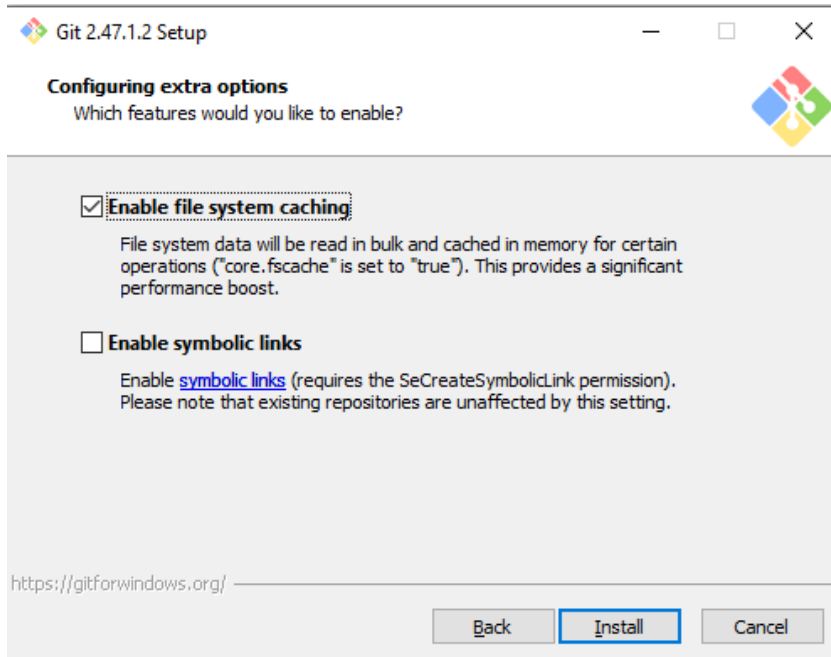 Git 2.47.1.2 Setup
Configuring extra options
Which features would you like to enable?
Enable file system caching
File system data will be read in bulk and cached in memory for certain
operations ("core.fscache" is set to "true"). This provides a significant
performance boost.
Enable symbolic links
Enable symbolic links (requires the SeCreateSymbolicLink permission).
Please note that existing repositories are unaffected by this setting.
https://gitforwindows.org/
Back Install Cancel